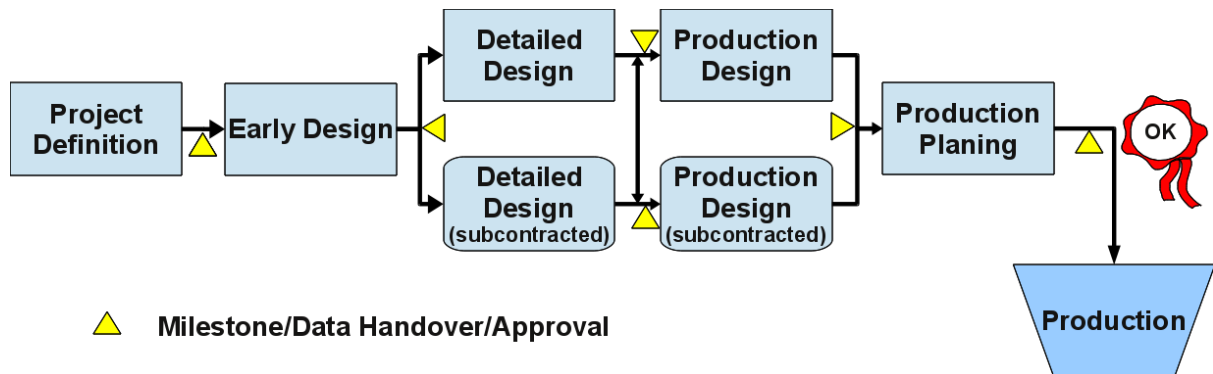 Project
Definition
Early Design
Detailed
Design
Production
Design
Detailed
Design
(subcontracted)
Production
Design
(subcontracted)
Production
Planing
OK
Production
Milestone/Data Handover/Approval